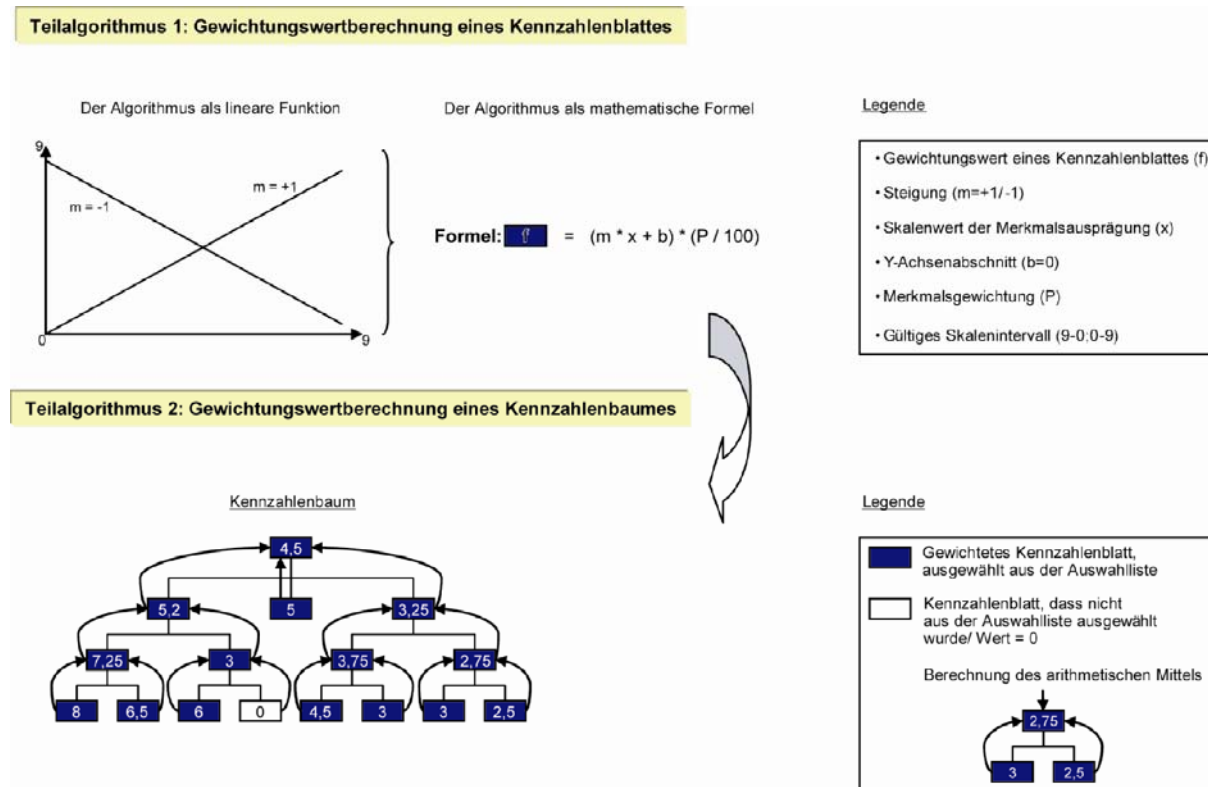 Teilalgorithmus 1: Gewichtungswertberechnung eines Kennzahlenblattes
Der Algorithmus als lineare Funktion
9
m = -1
m = +1
0
9
Der Algorithmus als mathematische Formel
Formel: f = (m * x + b) * (P / 100)
Legende
• Gewichtungswert eines Kennzahlenblattes (f)
• Steigung (m=+1/-1)
• Skalenwert der Merkmalsausprägung (x)
• Y-Achsenabschnitt (b=0)
• Merkmalsgewichtung (P)
• Gültiges Skalenintervall (9-0;0-9)
Teilalgorithmus 2: Gewichtungswertberechnung eines Kennzahlenbaumes
Kennzahlenbaum
4,5
5,2 5 3,25
7,25 3 3,75 2,75
8 6,5 6 0 4,5 3 3 2,5
Legende
Gewichtetes Kennzahlenblatt,
ausgewählt aus der Auswahlliste
Kennzahlenblatt, dass nicht
aus der Auswahlliste ausgewählt
wurde/ Wert = 0
Berechnung des arithmetischen Mittels
2,75
3 2,5